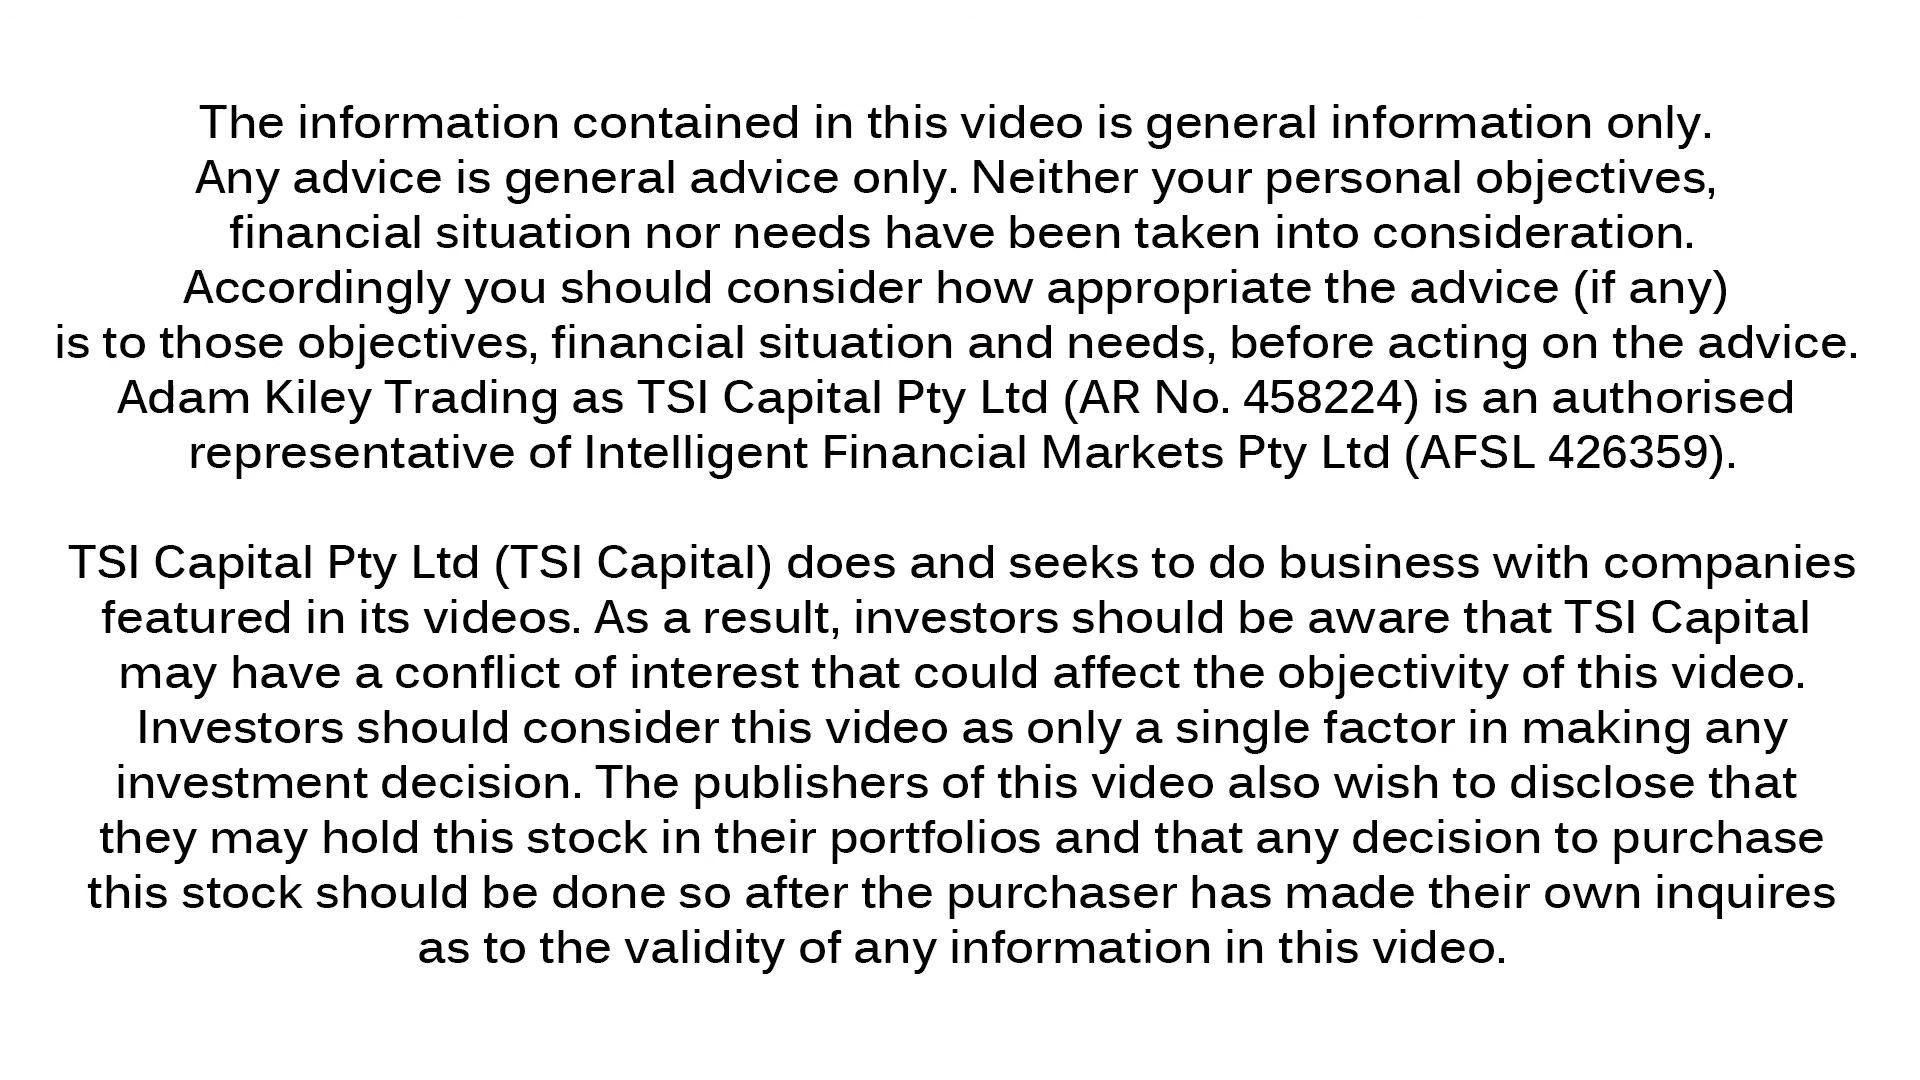 The information contained in this video is general information only.
Any advice is general advice only. Neither your personal objectives,
financial situation nor needs have been taken into consideration.
Accordingly you should consider how appropriate the advice (if any)
is to those objectives, financial situation and needs, before acting on the advice.
Adam Kiley Trading as TSI Capital Pty Ltd (AR No. 458224) is an authorised
representative of Intelligent Financial Markets Pty Ltd (AFSL 426359).

TSI Capital Pty Ltd (TSI Capital) does and seeks to do business with companies
featured in its videos. As a result, investors should be aware that TSI Capital
may have a conflict of interest that could affect the objectivity of this video.
Investors should consider this video as only a single factor in making any
investment decision. The publishers of this video also wish to disclose that
they may hold this stock in their portfolios and that any decision to purchase
this stock should be done so after the purchaser has made their own inquires
as to the validity of any information in this video.